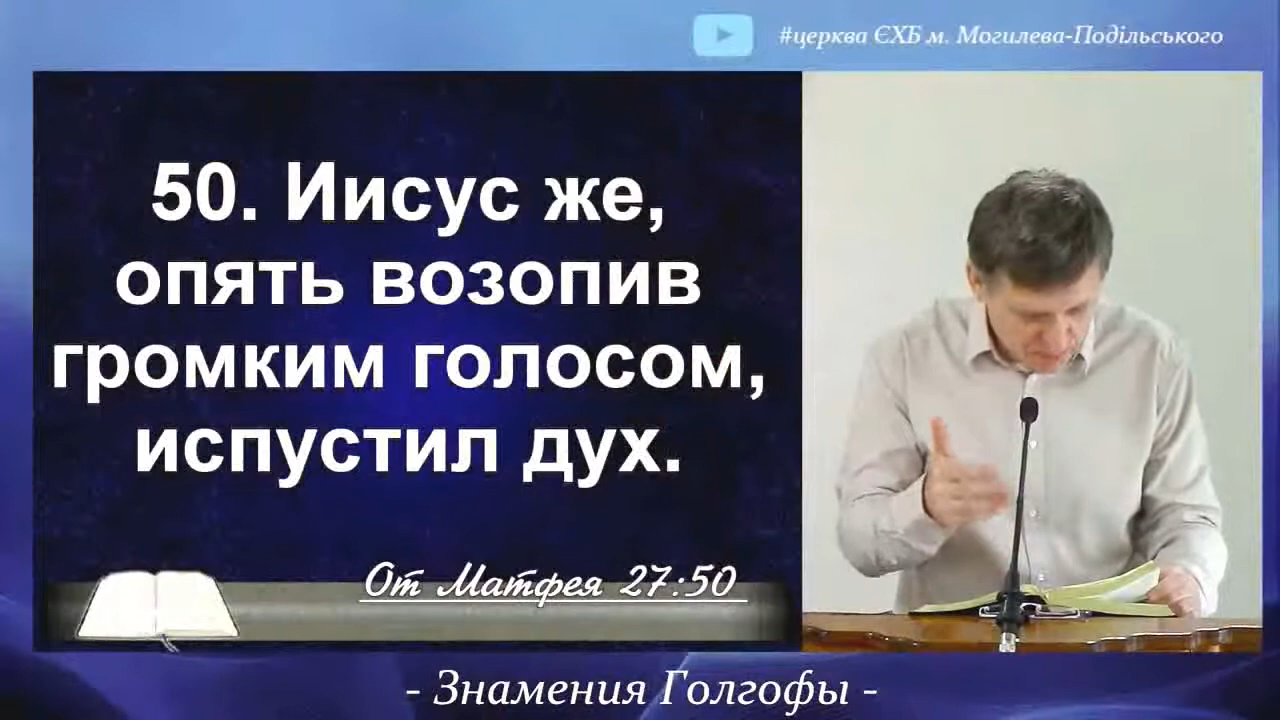 #церква ЄХБ м. Могилева-Подільського
50. Иисус же,
опять возопив
громким голосом,
испустил дух.
От Матфея 27:50
- Знамения Голгофы -